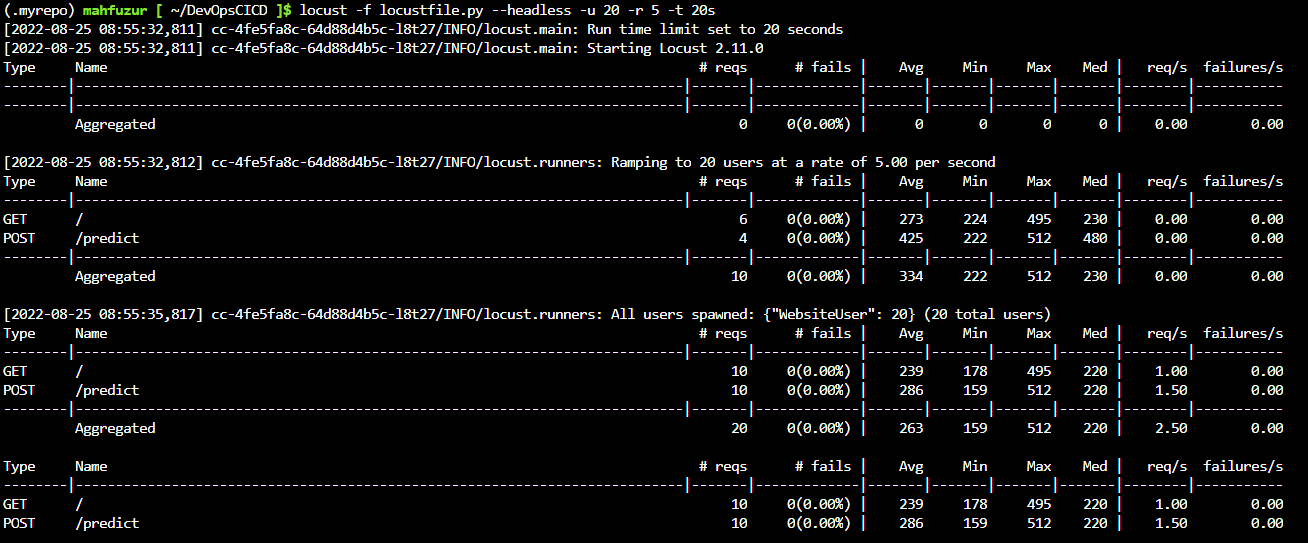 (.myrepo) mahfuzur [ ~/DevOpsCICD ]$ locust -f locustfile.py --headless -u 20 -r 5 -t 20s
[2022-08-25 08:55:32,811] cc-4fe5fa8c-64d88d4b5c-l8t27/INFO/locust.main: Run time limit set to 20 seconds
[2022-08-25 08:55:32,811] cc-4fe5fa8c-64d88d4b5c-l8t27/INFO/locust.main: Starting Locust 2.11.0
Type     Name                                                                          # reqs      # fails |    Avg     Min     Max    Med |   req/s  failures/s
--------|----------------------------------------------------------------------------|-------|-------------|-------|-------|-------|-------|--------|-----------
--------|----------------------------------------------------------------------------|-------|-------------|-------|-------|-------|-------|--------|-----------
         Aggregated                                                                         0     0(0.00%) |      0       0       0      0 |    0.00        0.00
[2022-08-25 08:55:32,812] cc-4fe5fa8c-64d88d4b5c-l8t27/INFO/locust.runners: Ramping to 20 users at a rate of 5.00 per second
Type     Name                                                                          # reqs      # fails |    Avg     Min     Max    Med |   req/s  failures/s
--------|----------------------------------------------------------------------------|-------|-------------|-------|-------|-------|-------|--------|-----------
GET      /                                                                                  6     0(0.00%) |    273     224     495    230 |    0.00        0.00
POST     /predict                                                                           4     0(0.00%) |    425     222     512    480 |    0.00        0.00
--------|----------------------------------------------------------------------------|-------|-------------|-------|-------|-------|-------|--------|-----------
         Aggregated                                                                        10     0(0.00%) |    334     222     512    230 |    0.00        0.00
[2022-08-25 08:55:35,817] cc-4fe5fa8c-64d88d4b5c-l8t27/INFO/locust.runners: All users spawned: {"WebsiteUser": 20} (20 total users)
Type     Name                                                                          # reqs      # fails |    Avg     Min     Max    Med |   req/s  failures/s
--------|----------------------------------------------------------------------------|-------|-------------|-------|-------|-------|-------|--------|-----------
GET      /                                                                                 10     0(0.00%) |    239     178     495    220 |    1.00        0.00
POST     /predict                                                                          10     0(0.00%) |    286     159     512    220 |    1.50        0.00
--------|----------------------------------------------------------------------------|-------|-------------|-------|-------|-------|-------|--------|-----------
         Aggregated                                                                        20     0(0.00%) |    263     159     512    220 |    2.50        0.00
Type     Name                                                                          # reqs      # fails |    Avg     Min     Max    Med |   req/s  failures/s
--------|----------------------------------------------------------------------------|-------|-------------|-------|-------|-------|-------|--------|-----------
GET      /                                                                                 10     0(0.00%) |    239     178     495    220 |    1.00        0.00
POST     /predict                                                                          10     0(0.00%) |    286     159     512    220 |    1.50        0.00